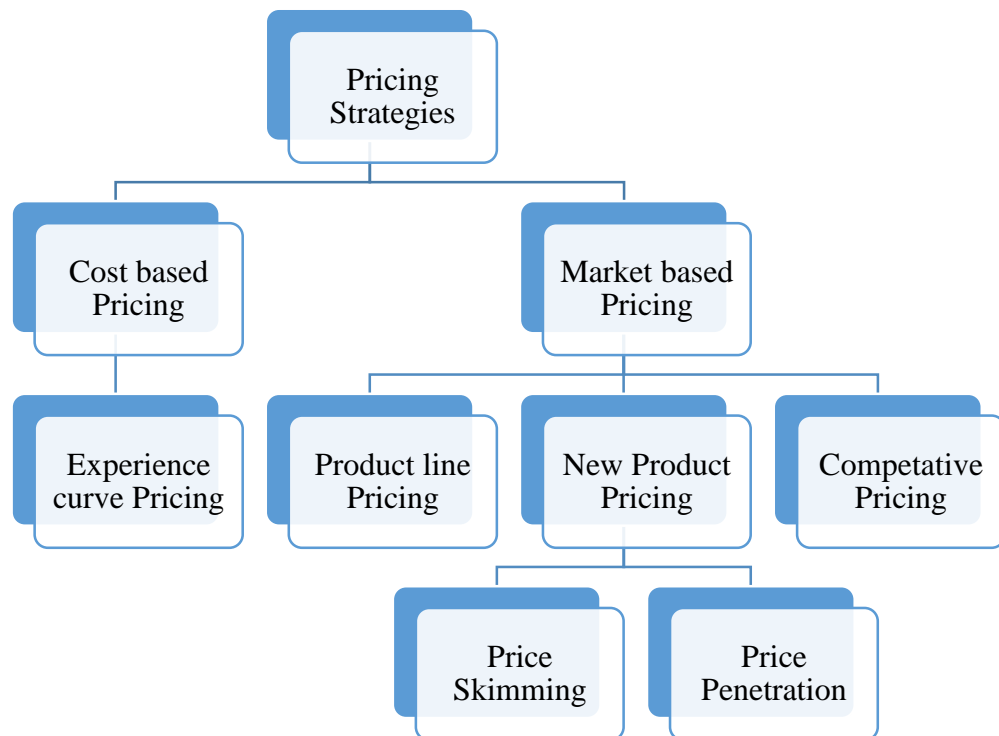 Pricing
Strategies
Cost based
Pricing
Market based
Pricing
Experience
curve Pricing
Product line
Pricing
New Product
Pricing
Competative
Pricing
Price
Skimming
Price
Penetration